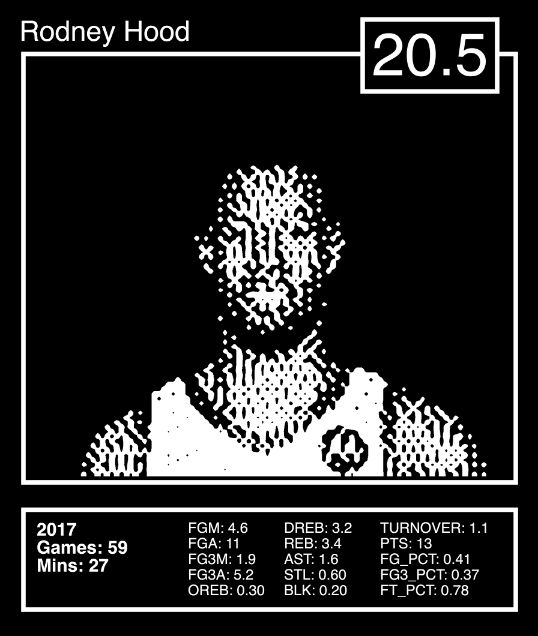 Rodney Hood
20.5
2017
Games: 59
Mins: 27
FGM: 4.6
FGA: 11
FG3M: 1.9
FG3A: 5.2
OREB: 0.30
DREB: 3.2
REB: 3.4
AST: 1.6
STL: 0.60
BLK: 0.20
TURNOVER: 1.1
PTS: 13
FG_PCT: 0.41
FG3_PCT: 0.37
FT_PCT: 0.78